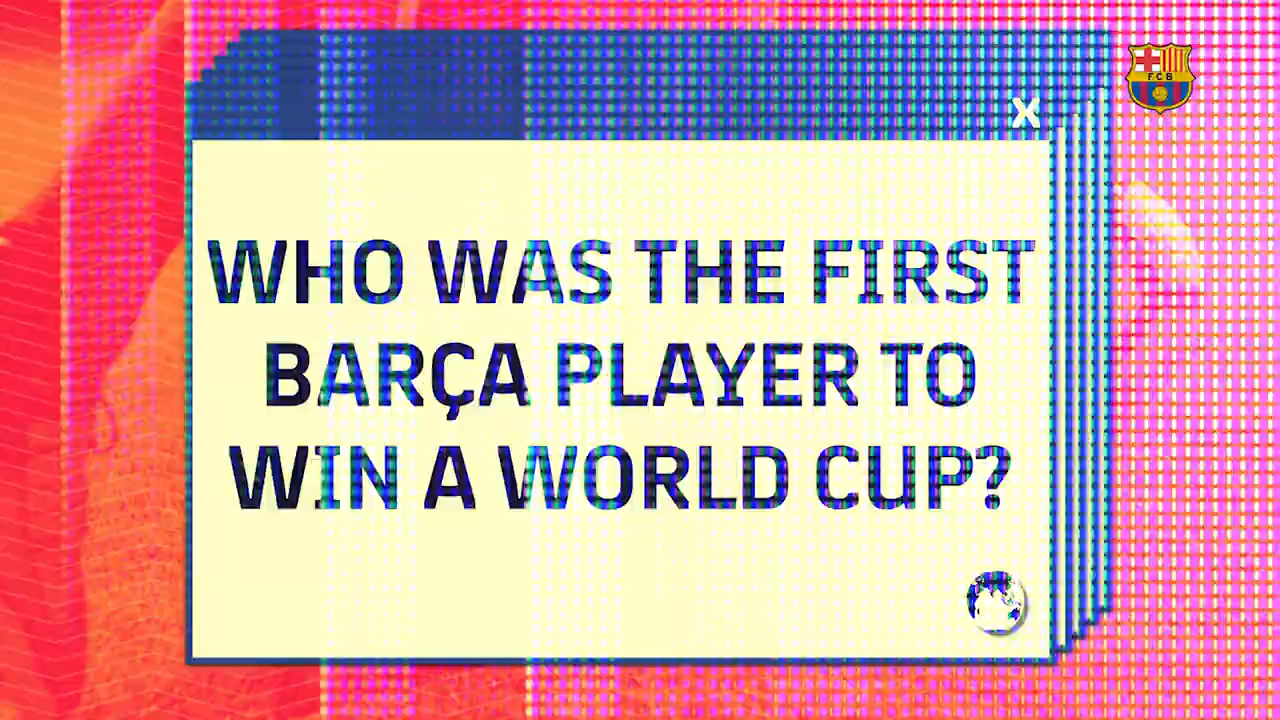 FCB
X
WHO WAS THE FIRST
BARÇA PLAYER TO
WIN A WORLD CUP?